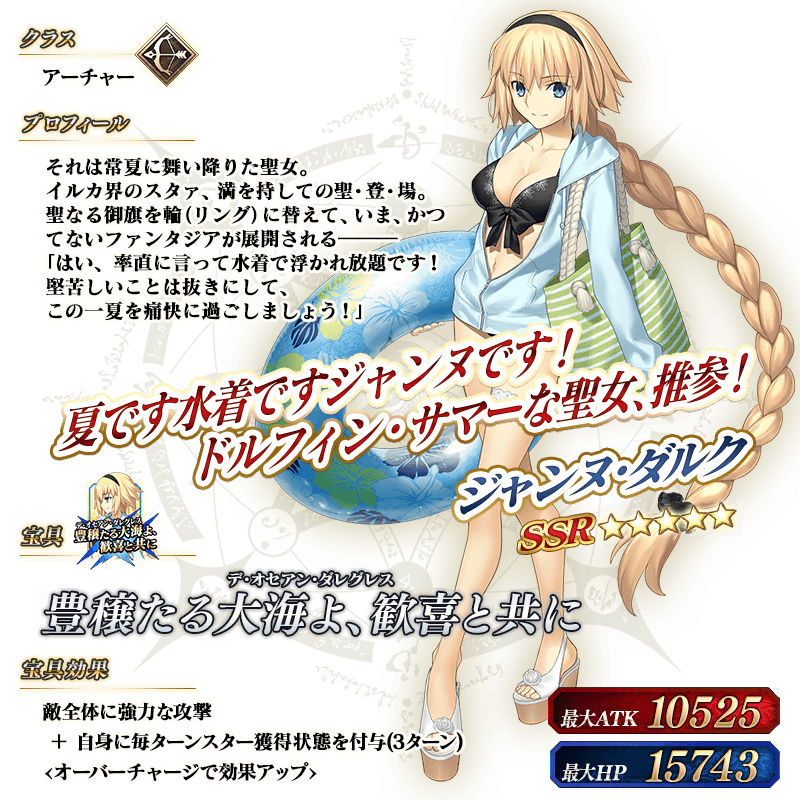 クラス
アーチャー
プロフィール
それは常夏に舞い降りた聖女。
イルカ界のスタァ、満を持しての聖・登・場。
聖なる御旗を輪（リング）に替えて、いま、かつ
てないファンタジアが展開される――
「はい、率直に言って水着で浮かれ放題です！
堅苦しいことは抜きにして、
この一夏を痛快に過ごしましょう！」
夏です水着ですジャンヌです！
ドルフィン・サマーな聖女、推参！
ジャンヌ・ダルク
SSR ☆☆☆☆☆
宝具
デ・オセアン・ダレグレス
豊穣たる大海よ、
歓喜と共に
デ・オセアン・ダレグレス
豊穣たる大海よ、歓喜と共に
宝具効果
敵全体に強力な攻撃
＋ 自身に毎ターンスター獲得状態を付与(3ターン)
<オーバーチャージで効果アップ>
最大ATK 10525
最大HP 15743